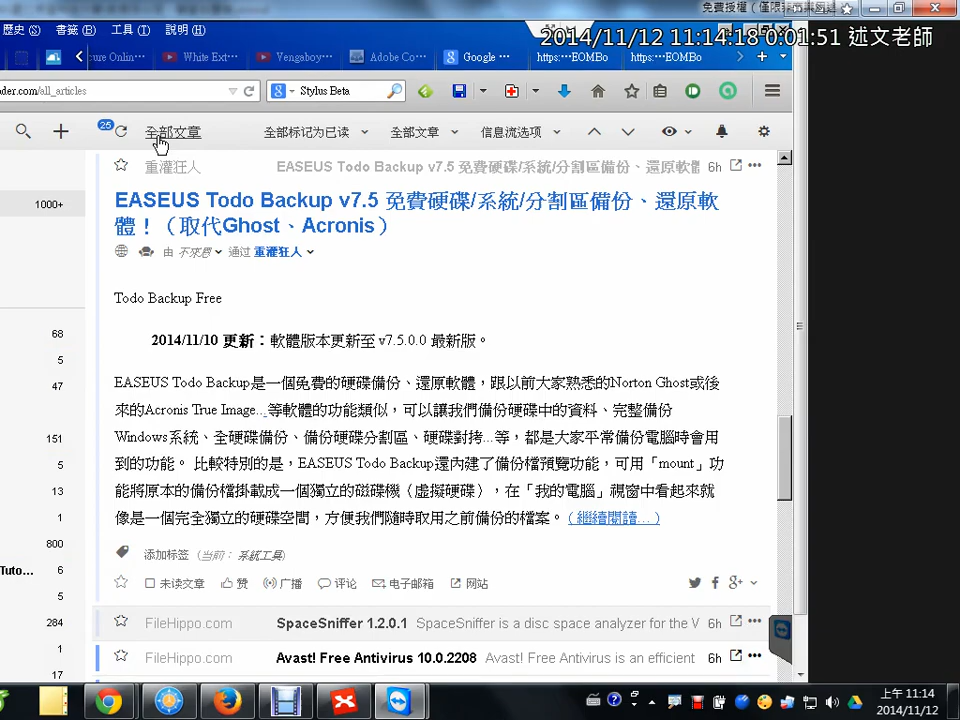 免費授權（僅限非商業
2014/11/12 11:14:18 0:01:51 述文老師
歷史(S) 書籤(B) 工具(T) 說明(H)
cure Onlin… White Ext… Vengaboy… Adobe Co… Google … https:…EOMBo https:…EOMBo
der.com/all_articles
Stylus Beta
25 全部文章 全部标记为已读 全部文章 信息流选项
重灌狂人 EASEUS Todo Backup v7.5 免費硬碟/系統/分割區備份、還原軟體 6h
1000+
EASEUS Todo Backup v7.5 免費硬碟/系統/分割區備份、還原軟
體！（取代Ghost、Acronis）
由 不來恩 通过 重灌狂人
Todo Backup Free
68
2014/11/10 更新：軟體版本更新至 v7.5.0.0 最新版。
5
47
EASEUS Todo Backup是一個免費的硬碟備份、還原軟體，跟以前大家熟悉的Norton Ghost或後
來的Acronis True Image...等軟體的功能類似，可以讓我們備份硬碟中的資料、完整備份
151
Windows系統、全硬碟備份、備份硬碟分割區、硬碟對拷...等，都是大家平常備份電腦時會用
5
到的功能。 比較特別的是，EASEUS Todo Backup還內建了備份檔預覽功能，可用「mount」功
13
能將原本的備份檔掛載成一個獨立的磁碟機（虛擬硬碟），在「我的電腦」視窗中看起來就
1
像是一個完全獨立的硬碟空間，方便我們隨時取用之前備份的檔案。（繼續閱讀...）
800
添加标签 (当前： 系統工具)
Tuto... 6
未读文章 赞 广播 评论 电子邮箱 网站
5
284
FileHippo.com SpaceSniffer 1.2.0.1 SpaceSniffer is a disc space analyzer for the V 6h
1
FileHippo.com Avast! Free Antivirus 10.0.2208 Avast! Free Antivirus is an efficient 6h
17
上午 11:14
2014/11/12